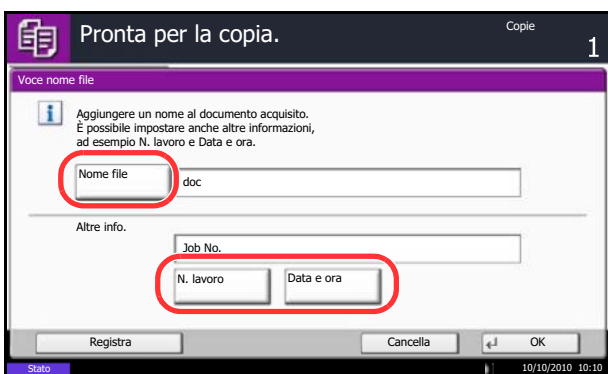 Pronta per la copia.
Copie
1
Voce nome file
i
Aggiungere un nome al documento acquisito.
È possibile impostare anche altre informazioni,
ad esempio N. lavoro e Data e ora.
Nome file
doc
Altre info.
Job No.
N. lavoro
Data e ora
Registra
Cancella
OK
Stato
10/10/2010 10:10